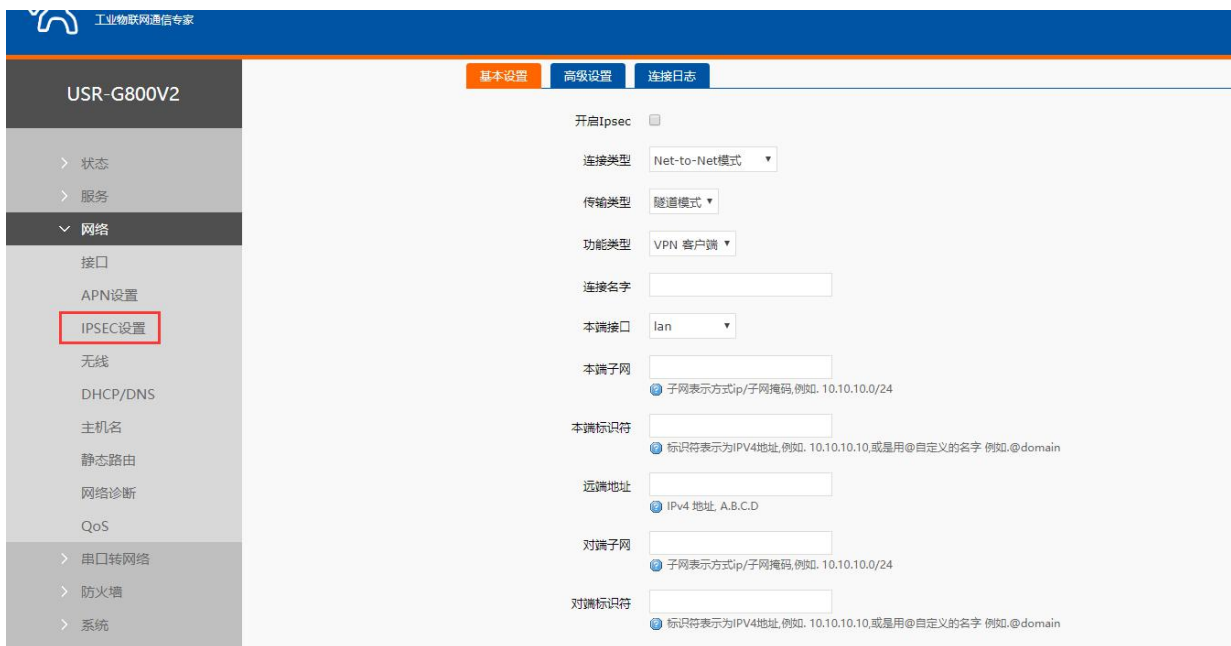 工业物联网通信专家
USR-G800V2
状态
服务
网络
接口
APN设置
IPSEC设置
无线
DHCP/DNS
主机名
静态路由
网络诊断
QoS
串口转网络
防火墙
系统
基本设置 高级设置 连接日志
开启Ipsec
连接类型 Net-to-Net模式
传输类型 隧道模式
功能类型 VPN 客户端
连接名字
本端接口 lan
本端子网
子网表示方式ip/子网掩码,例如. 10.10.10.0/24
本端标识符
标识符表示为IPV4地址,例如. 10.10.10.10,或是用@自定义的名字 例如.@domain
远端地址
IPv4 地址, A.B.C.D
对端子网
子网表示方式ip/子网掩码,例如. 10.10.10.0/24
对端标识符
标识符表示为IPV4地址,例如. 10.10.10.10,或是用@自定义的名字 例如.@domain